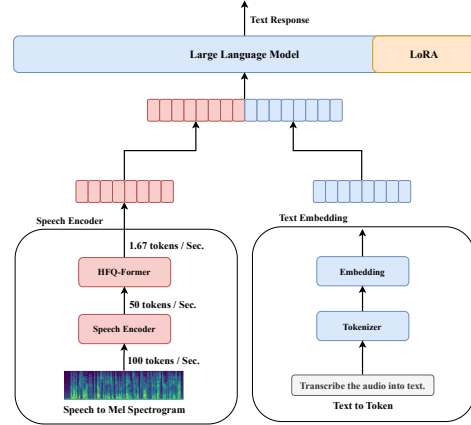 Text Response
Large Language Model
LoRA
Speech Encoder
1.67 tokens / Sec.
HFQ-Former
50 tokens / Sec.
Speech Encoder
100 tokens / Sec.
Speech to Mel Spectrogram
Text Embedding
Embedding
Tokenizer
Transcribe the audio into text.
Text to Token